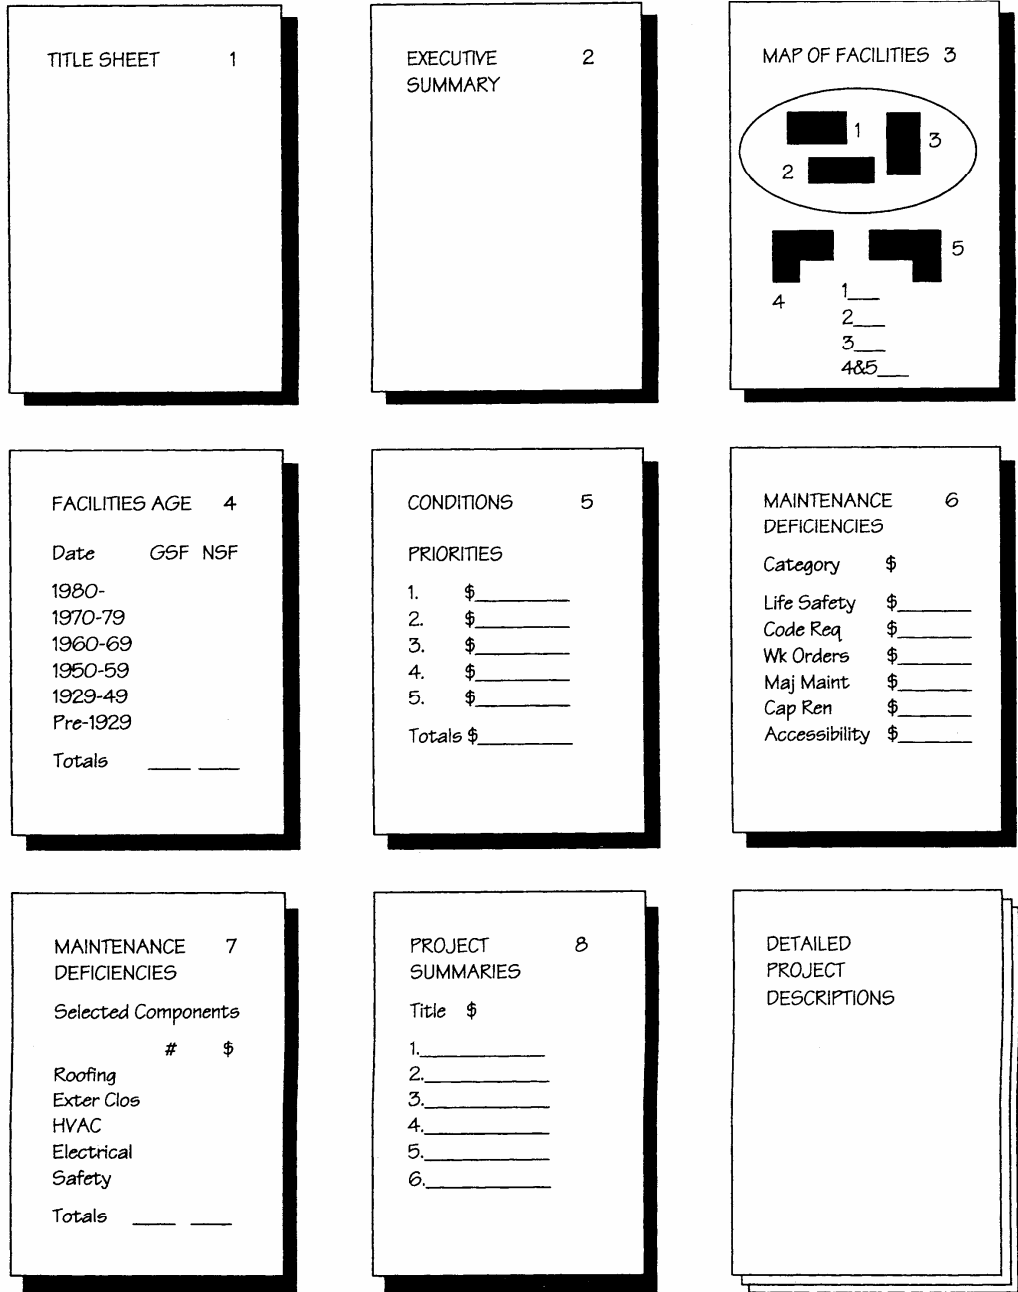 TITLE SHEET 1
EXECUTIVE 2
SUMMARY
MAP OF FACILITIES 3
1
3
2
5
4
1___
2___
3___
4&5___
FACILITIES AGE 4
Date GSF NSF
1980-
1970-79
1960-69
1950-59
1929-49
Pre-1929
Totals ____ ____
CONDITIONS 5
PRIORITIES
1. $________
2. $________
3. $________
4. $________
5. $________
Totals $________
MAINTENANCE 6
DEFICIENCIES
Category $
Life Safety $______
Code Req $______
Wk Orders $______
Maj Maint $______
Cap Ren $______
Accessibility $______
MAINTENANCE 7
DEFICIENCIES
Selected Components
# $
Roofing
Exter Clos
HVAC
Electrical
Safety
Totals ____ ____
PROJECT 8
SUMMARIES
Title $
1.__________
2.__________
3.__________
4.__________
5.__________
6.__________
DETAILED
PROJECT
DESCRIPTIONS